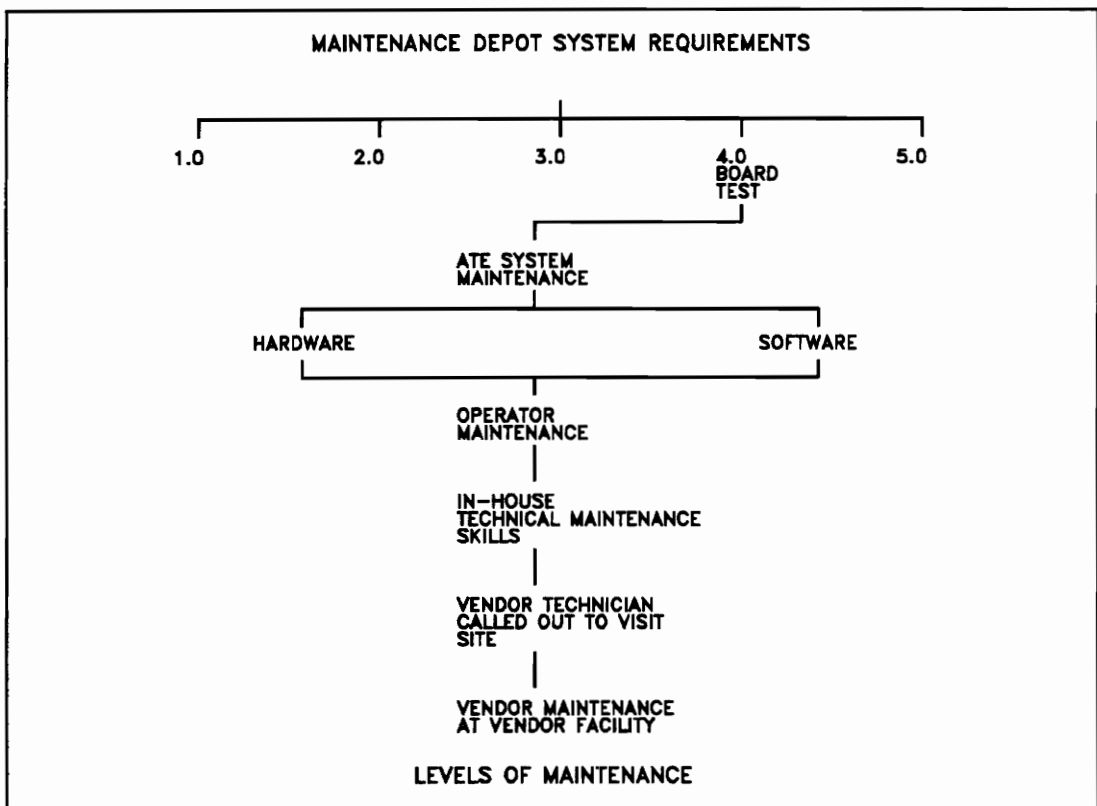 MAINTENANCE DEPOT SYSTEM REQUIREMENTS
1.0 2.0 3.0 4.0 5.0
BOARD
TEST
ATE SYSTEM
MAINTENANCE
HARDWARE SOFTWARE
OPERATOR
MAINTENANCE
IN-HOUSE
TECHNICAL MAINTENANCE
SKILLS
VENDOR TECHNICIAN
CALLED OUT TO VISIT
SITE
VENDOR MAINTENANCE
AT VENDOR FACILITY
LEVELS OF MAINTENANCE